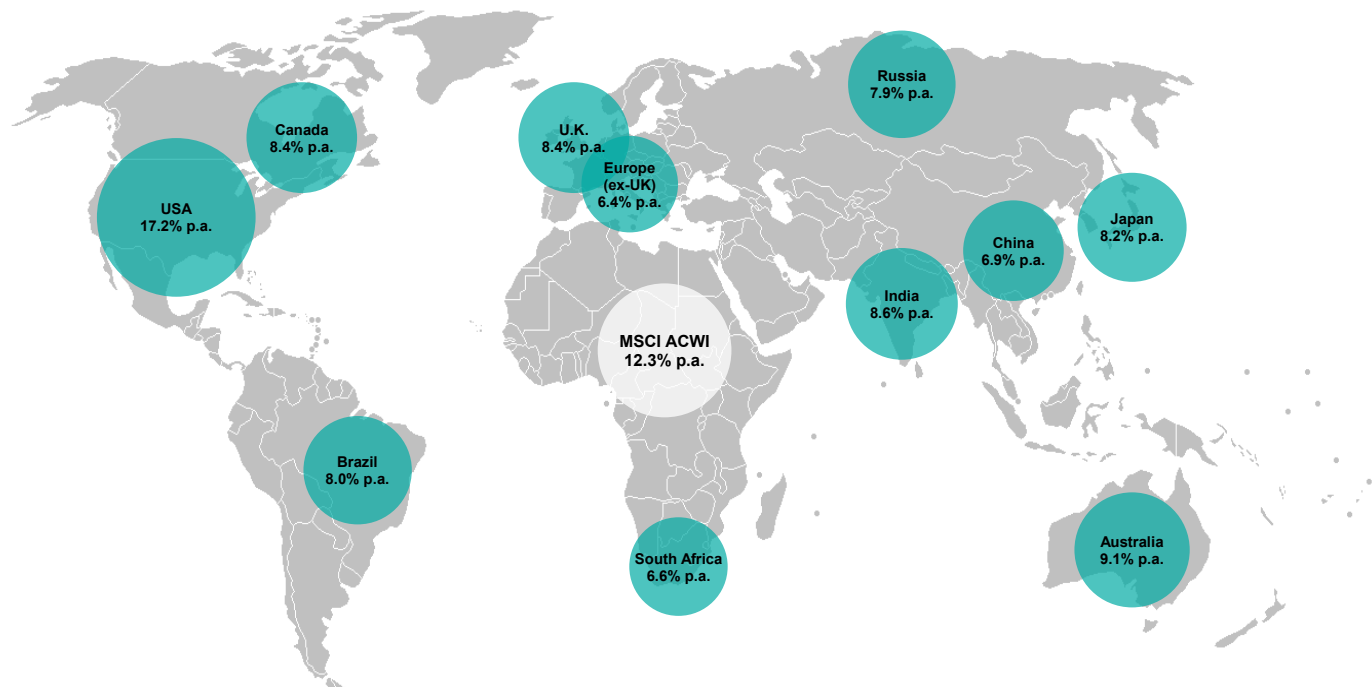 Russia
7.9% p.a.
Canada
8.4% p.a.
U.K.
8.4% p.a.
Europe
(ex-UK)
6.4% p.a.
USA
17.2% p.a.
Japan
8.2% p.a.
China
6.9% p.a.
India
8.6% p.a.
MSCI ACWI
12.3% p.a.
Brazil
8.0% p.a.
South Africa
6.6% p.a.
Australia
9.1% p.a.